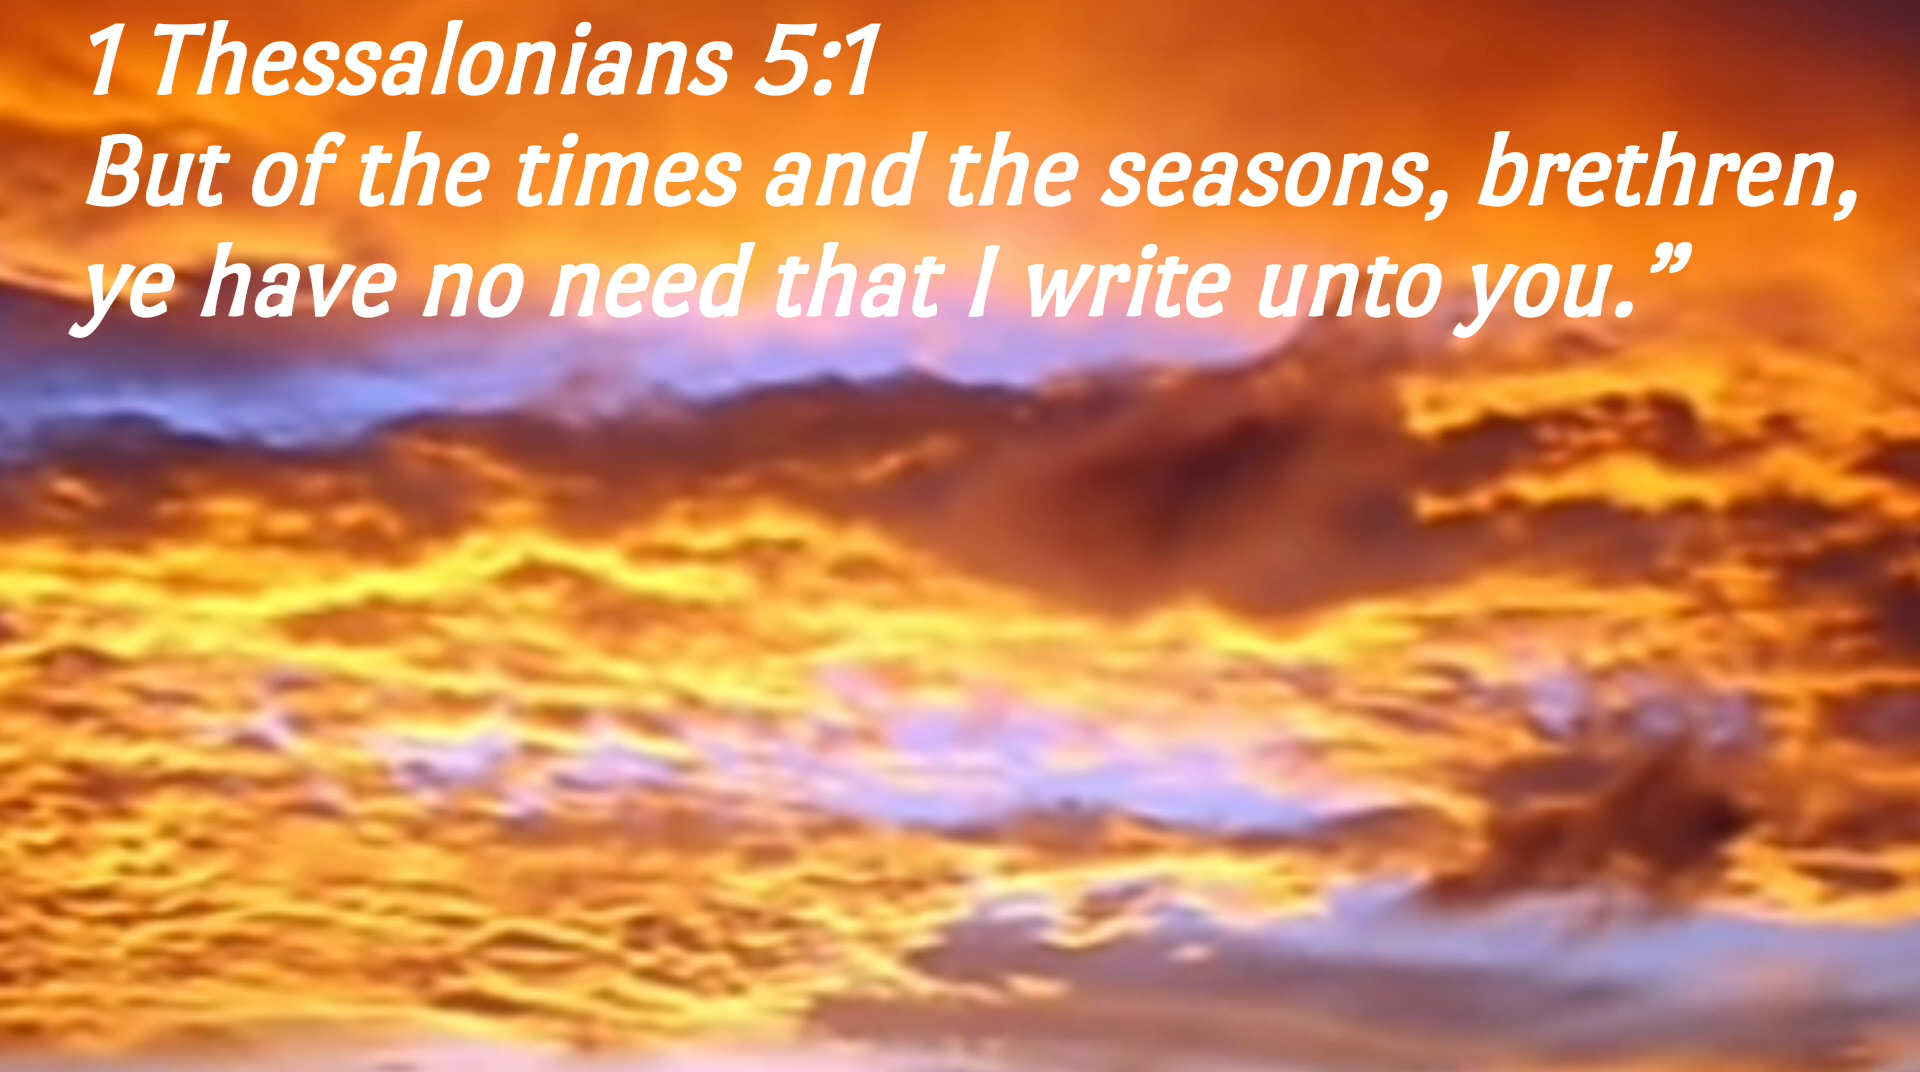 1 Thessalonians 5:1
But of the times and the seasons, brethren,
ye have no need that I write unto you.”